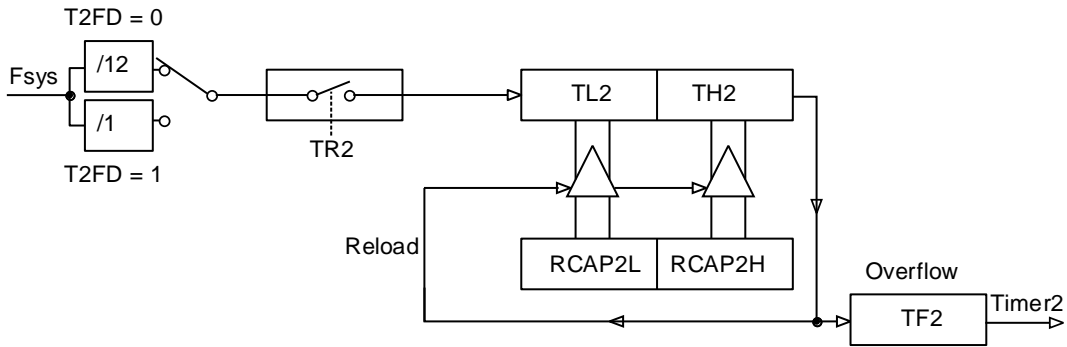 T2FD = 0
/12
Fsys
/1
T2FD = 1
TR2
TL2
TH2
Reload
RCAP2L
RCAP2H
Overflow
TF2
Timer2